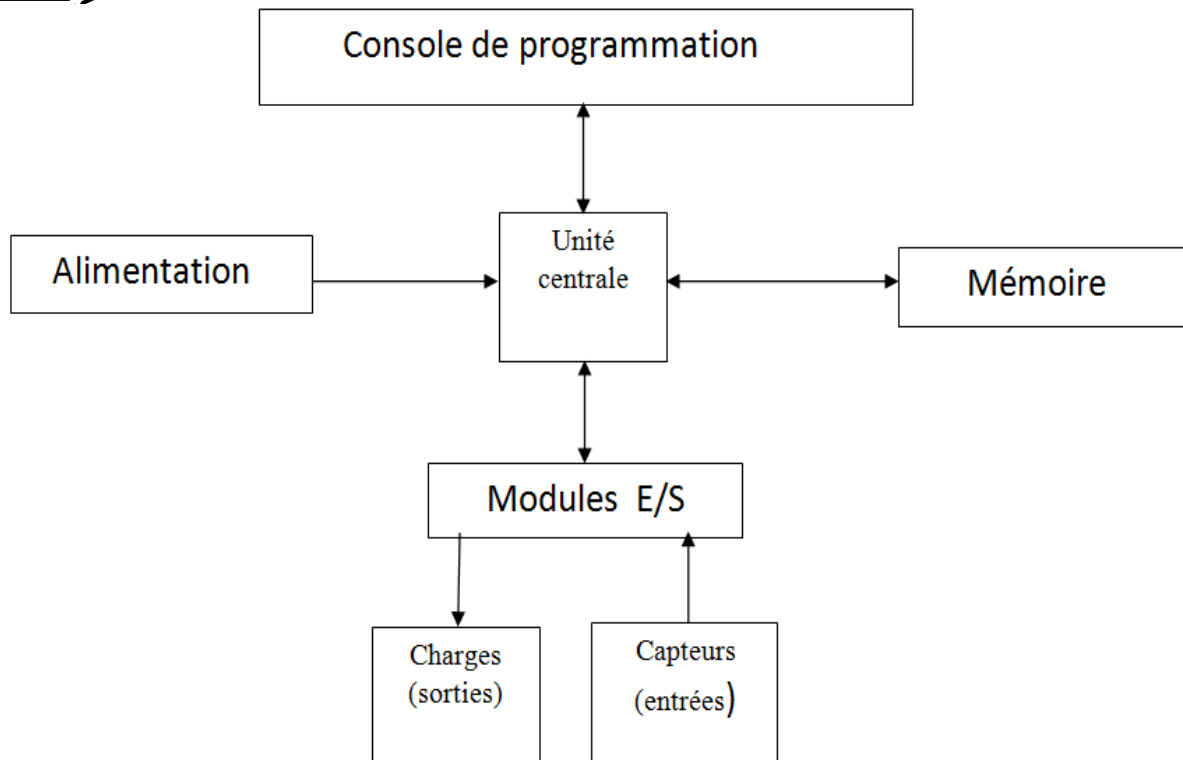 Console de programmation
Alimentation
Unité
centrale
Mémoire
Modules E/S
Charges
(sorties)
Capteurs
(entrées)